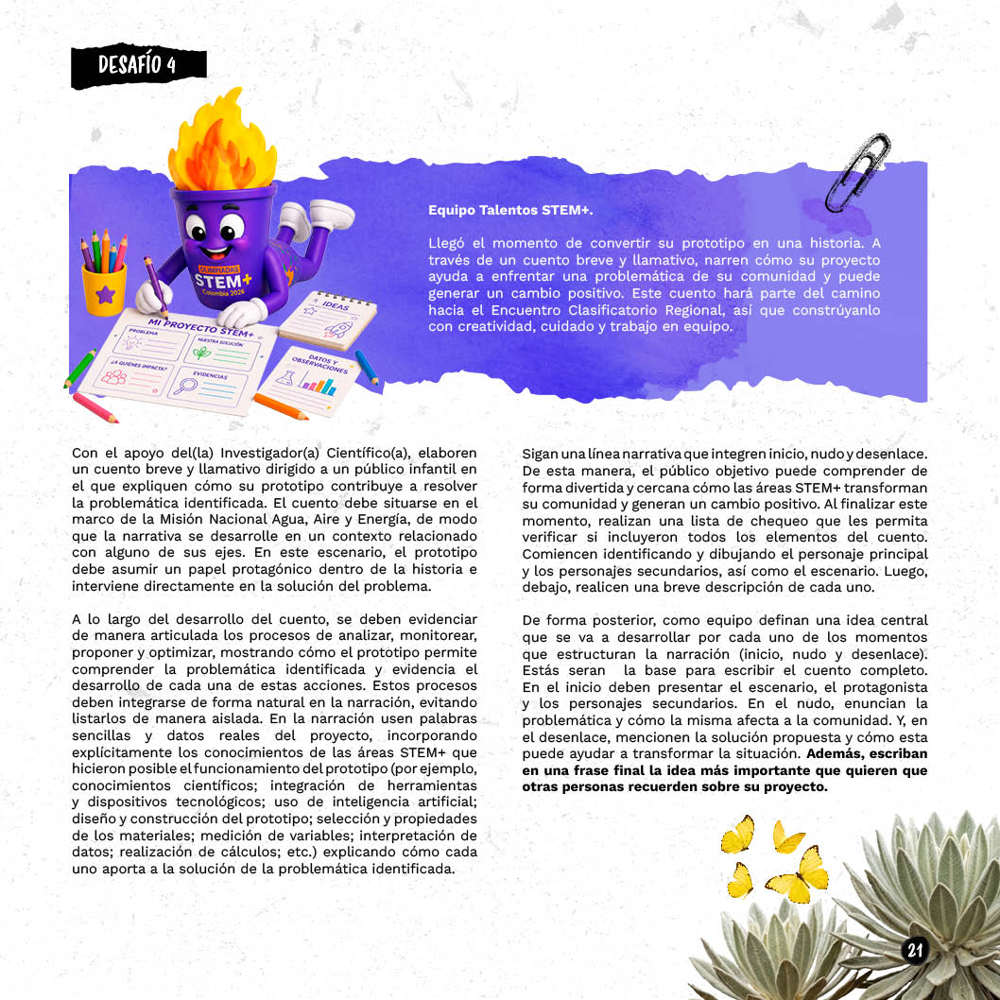 DESAFÍO 4
OLIMPIADAS
STEM+
Colombia 2026
MI PROYECTO STEM+
PROBLEMA
NUESTRA SOLUCIÓN
¿A QUIÉNES IMPACTA?
EVIDENCIAS
IDEAS
DATOS Y
OBSERVACIONES
Equipo Talentos STEM+.
Llegó el momento de convertir su prototipo en una historia. A
través de un cuento breve y llamativo, narren cómo su proyecto
ayuda a enfrentar una problemática de su comunidad y puede
generar un cambio positivo. Este cuento hará parte del camino
hacia el Encuentro Clasificatorio Regional, así que constrúyanlo
con creatividad, cuidado y trabajo en equipo.
Con el apoyo del(la) Investigador(a) Científico(a), elaboren
un cuento breve y llamativo dirigido a un público infantil en
el que expliquen cómo su prototipo contribuye a resolver
la problemática identificada. El cuento debe situarse en el
marco de la Misión Nacional Agua, Aire y Energía, de modo
que la narrativa se desarrolle en un contexto relacionado
con alguno de sus ejes. En este escenario, el prototipo
debe asumir un papel protagónico dentro de la historia e
interviene directamente en la solución del problema.
A lo largo del desarrollo del cuento, se deben evidenciar
de manera articulada los procesos de analizar, monitorear,
proponer y optimizar, mostrando cómo el prototipo permite
comprender la problemática identificada y evidencia el
desarrollo de cada una de estas acciones. Estos procesos
deben integrarse de forma natural en la narración, evitando
listarlos de manera aislada. En la narración usen palabras
sencillas y datos reales del proyecto, incorporando
explícitamente los conocimientos de las áreas STEM+ que
hicieron posible el funcionamiento del prototipo (por ejemplo,
conocimientos científicos; integración de herramientas
y dispositivos tecnológicos; uso de inteligencia artificial;
diseño y construcción del prototipo; selección y propiedades
de los materiales; medición de variables; interpretación de
datos; realización de cálculos; etc.) explicando cómo cada
uno aporta a la solución de la problemática identificada.
Sigan una línea narrativa que integren inicio, nudo y desenlace.
De esta manera, el público objetivo puede comprender de
forma divertida y cercana cómo las áreas STEM+ transforman
su comunidad y generan un cambio positivo. Al finalizar este
momento, realizan una lista de chequeo que les permita
verificar si incluyeron todos los elementos del cuento.
Comiencen identificando y dibujando el personaje principal
y los personajes secundarios, así como el escenario. Luego,
debajo, realicen una breve descripción de cada uno.
De forma posterior, como equipo definan una idea central
que se va a desarrollar por cada uno de los momentos
que estructuran la narración (inicio, nudo y desenlace).
Estás seran la base para escribir el cuento completo.
En el inicio deben presentar el escenario, el protagonista
y los personajes secundarios. En el nudo, enuncian la
problemática y cómo la misma afecta a la comunidad. Y, en
el desenlace, mencionen la solución propuesta y cómo esta
puede ayudar a transformar la situación. Además, escriban
en una frase final la idea más importante que quieren que
otras personas recuerden sobre su proyecto.
21